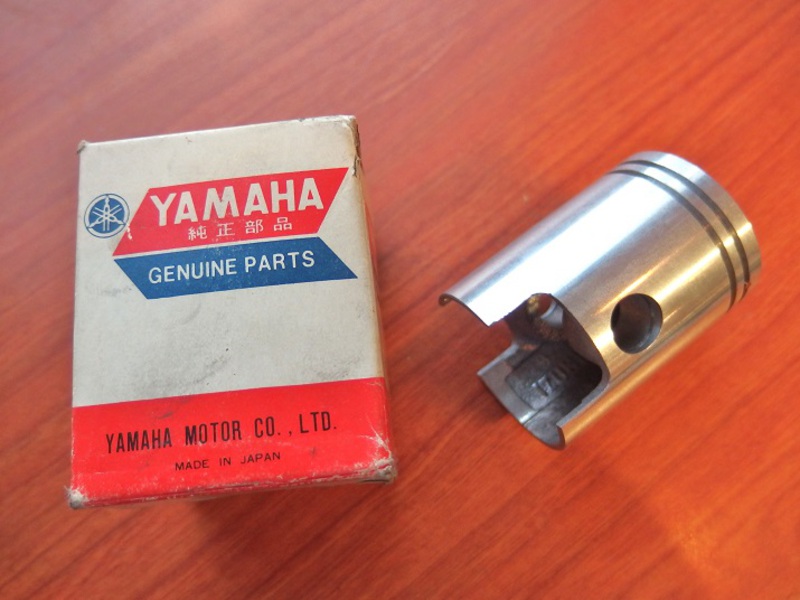 YAMAHA
純正部品
GENUINE PARTS
YAMAHA MOTOR CO., LTD.
MADE IN JAPAN